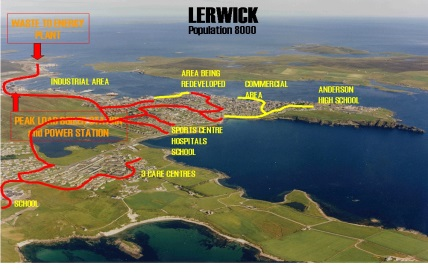 LERWICK
Population 8000
WASTE TO ENERGY
PLANT
INDUSTRIAL AREA
AREA BEING
REDEVELOPED
COMMERCIAL
AREA
ANDERSON
HIGH SCHOOL
PEAK LOAD
and POWER STATION
SPORTS CENTRE
HOSPITALS
SCHOOL
3 CARE CENTRES
SCHOOL